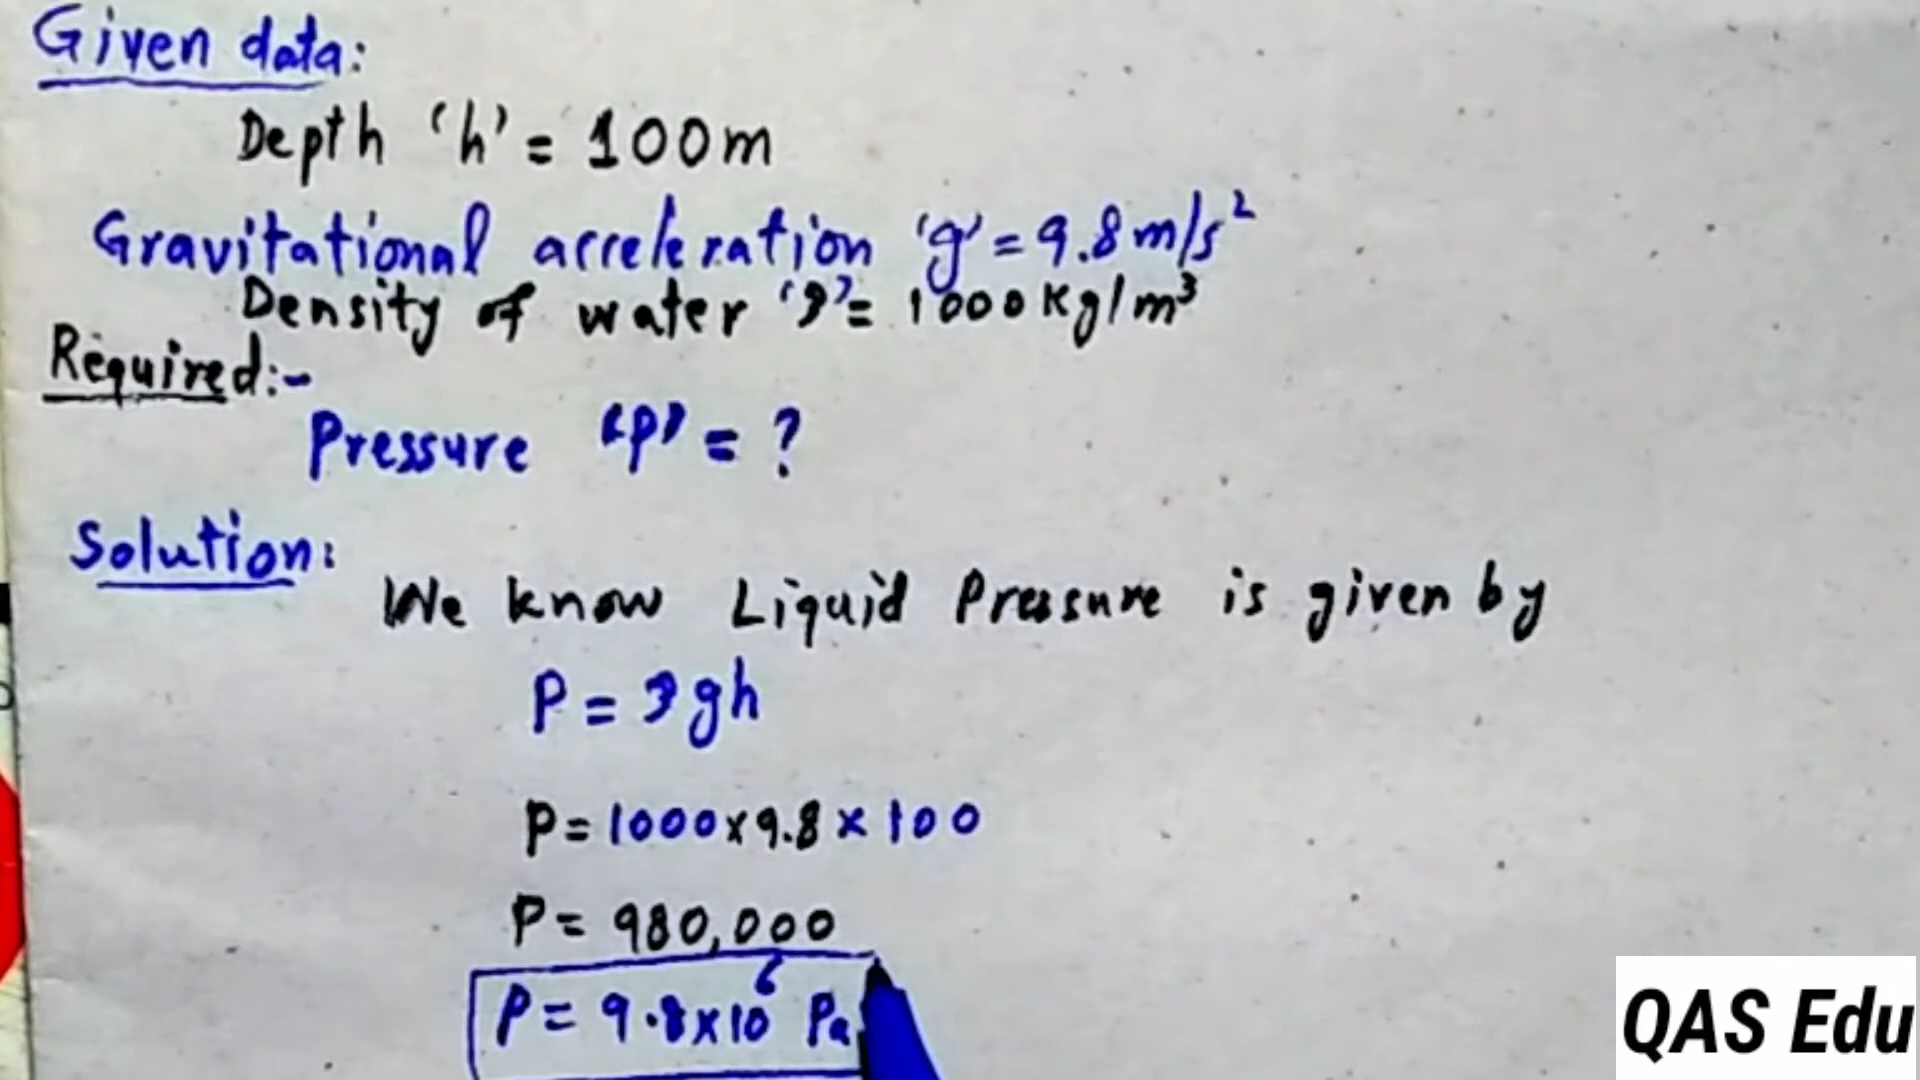 Given data:
Depth 'h' = 100m
Gravitational acceleration 'g' = 9.8 m/s²
Density of water 'ρ' = 1000 Kg/m³
Required:-
Pressure 'P' = ?
Solution:
We know Liquid Pressure is given by
P = ρgh
P = 1000 x 9.8 x 100
P = 980,000
P = 9.8 x 10⁶ Pa
QAS Edu